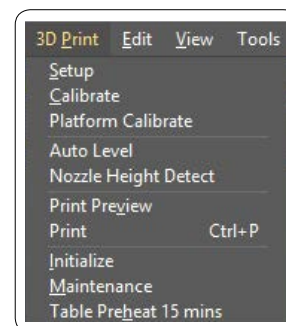 3D Print Edit View Tools
Setup
Calibrate
Platform Calibrate
Auto Level
Nozzle Height Detect
Print Preview
Print Ctrl+P
Initialize
Maintenance
Table Preheat 15 mins